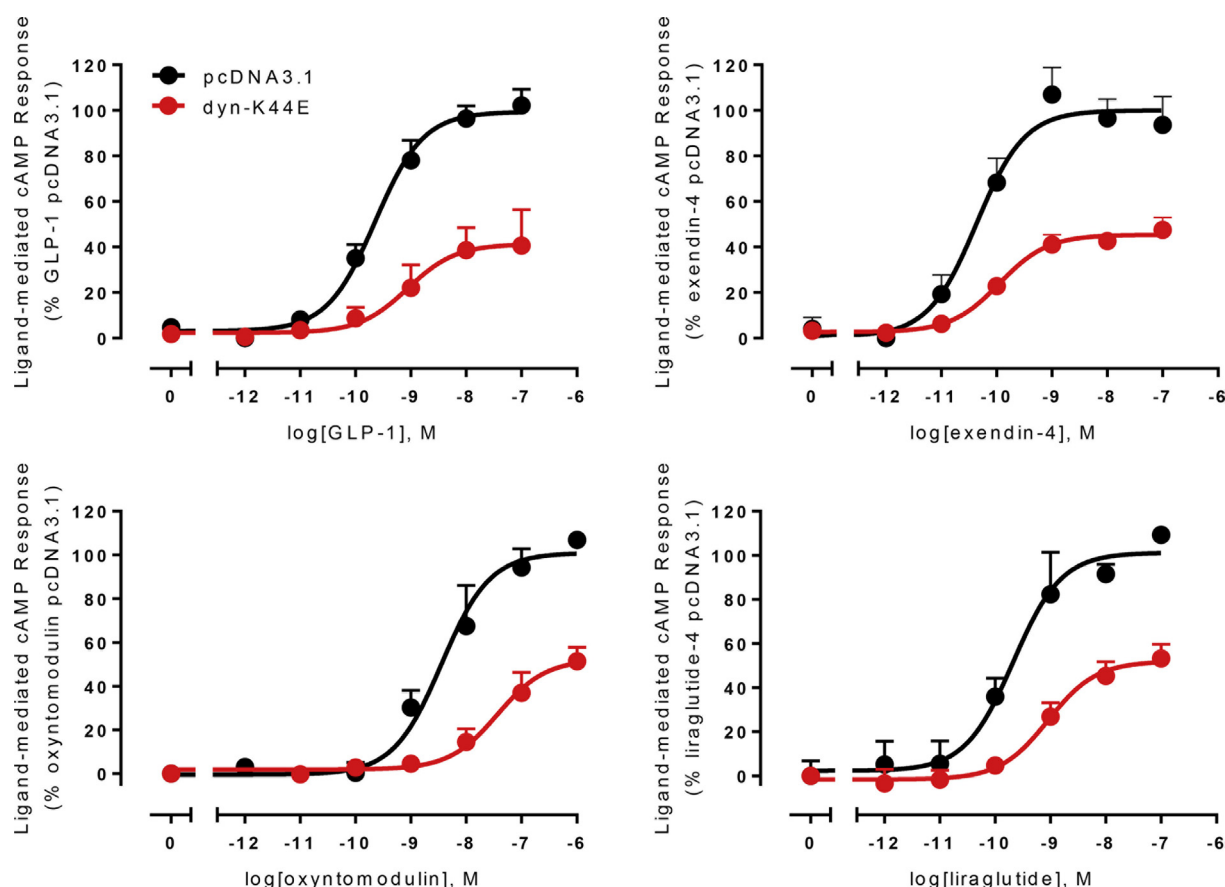 Ligand-mediated cAMP Response
(% GLP-1 pcDNA3.1)
120
100
80
60
40
20
0
pcDNA3.1
dyn-K44E
0 -12 -11 -10 -9 -8 -7 -6
log[GLP-1], M
Ligand-mediated cAMP Response
(% exendin-4 pcDNA3.1)
120
100
80
60
40
20
0
0 -12 -11 -10 -9 -8 -7 -6
log[exendin-4], M
Ligand-mediated cAMP Response
(% oxyntomodulin pcDNA3.1)
120
100
80
60
40
20
0
0 -12 -11 -10 -9 -8 -7 -6
log[oxyntomodulin], M
Ligand-mediated cAMP Response
(% liraglutide-4 pcDNA3.1)
120
100
80
60
40
20
0
0 -12 -11 -10 -9 -8 -7 -6
log[liraglutide], M